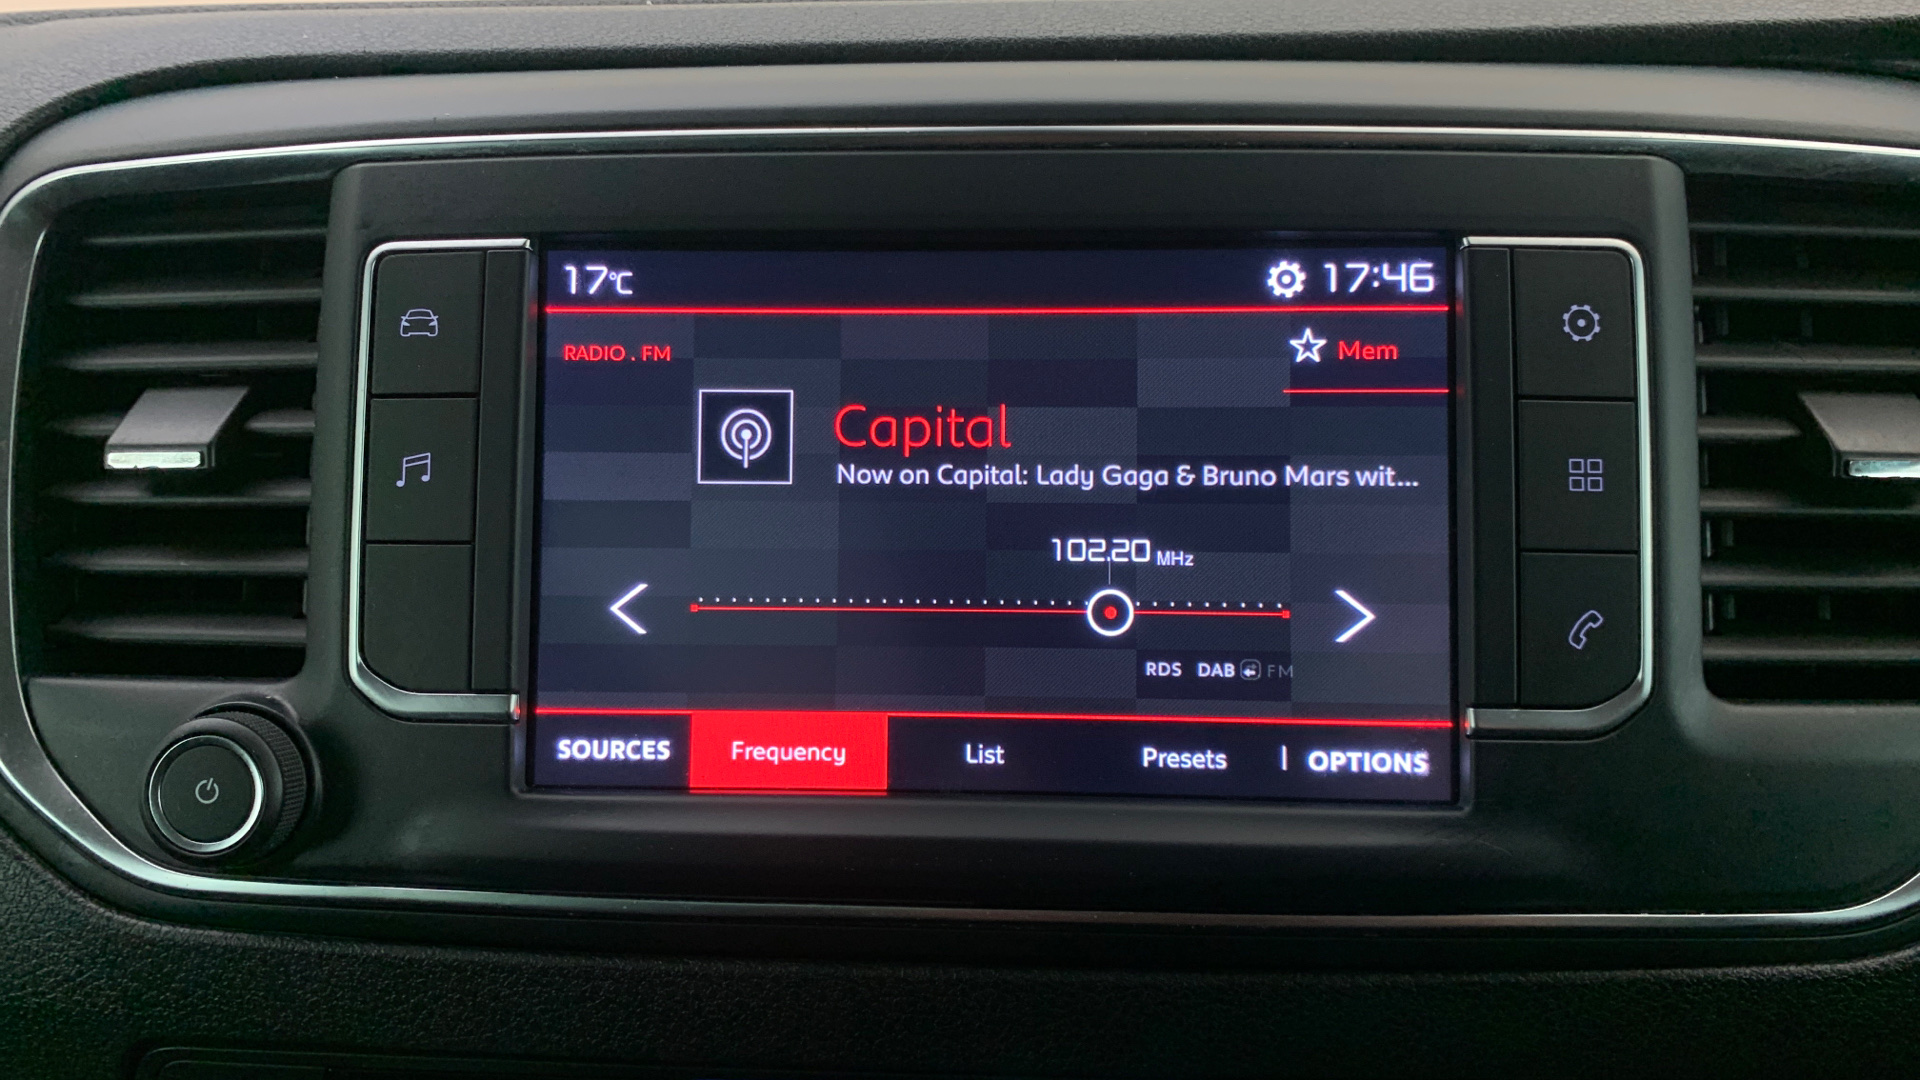 17°C 17:46
RADIO . FM Mem
Capital
Now on Capital: Lady Gaga & Bruno Mars wit...
102.20 MHz
RDS DAB FM
SOURCES Frequency List Presets | OPTIONS